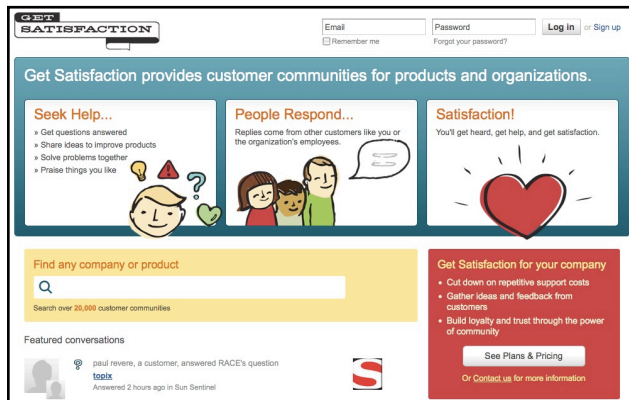 GET
SATISFACTION
Email
Password
Log in or Sign up
Remember me
Forgot your password?
Get Satisfaction provides customer communities for products and organizations.
Seek Help...
» Get questions answered
» Share ideas to improve products
» Solve problems together
» Praise things you like
People Respond...
Replies come from other customers like you or
the organization's employees.
Satisfaction!
You'll get heard, get help, and get satisfaction.
Find any company or product
Search over 20,000 customer communities
Get Satisfaction for your company
• Cut down on repetitive support costs
• Gather ideas and feedback from
customers
• Build loyalty and trust through the power
of community
See Plans & Pricing
Or Contact us for more information
Featured conversations
paul revere, a customer, answered RACE's question
topix
Answered 2 hours ago in Sun Sentinel
S